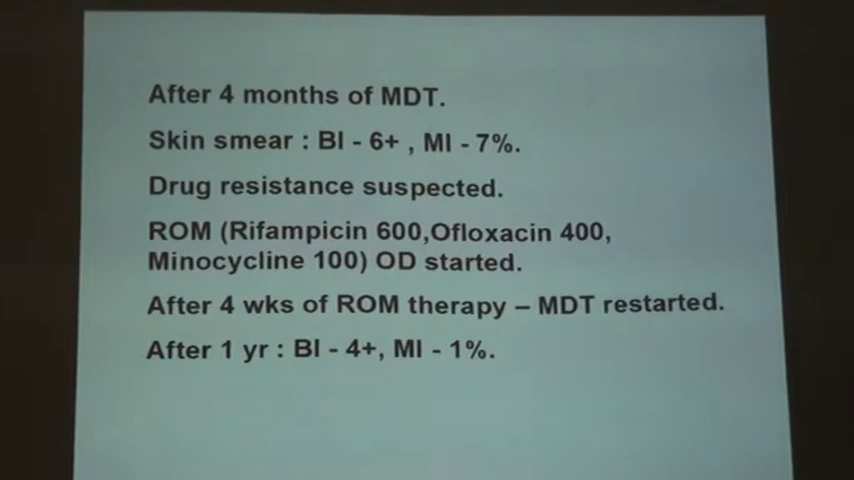 After 4 months of MDT.
Skin smear : BI - 6+ , MI - 7%.
Drug resistance suspected.
ROM (Rifampicin 600,Ofloxacin 400,
Minocycline 100) OD started.
After 4 wks of ROM therapy – MDT restarted.
After 1 yr : BI - 4+, MI - 1%.